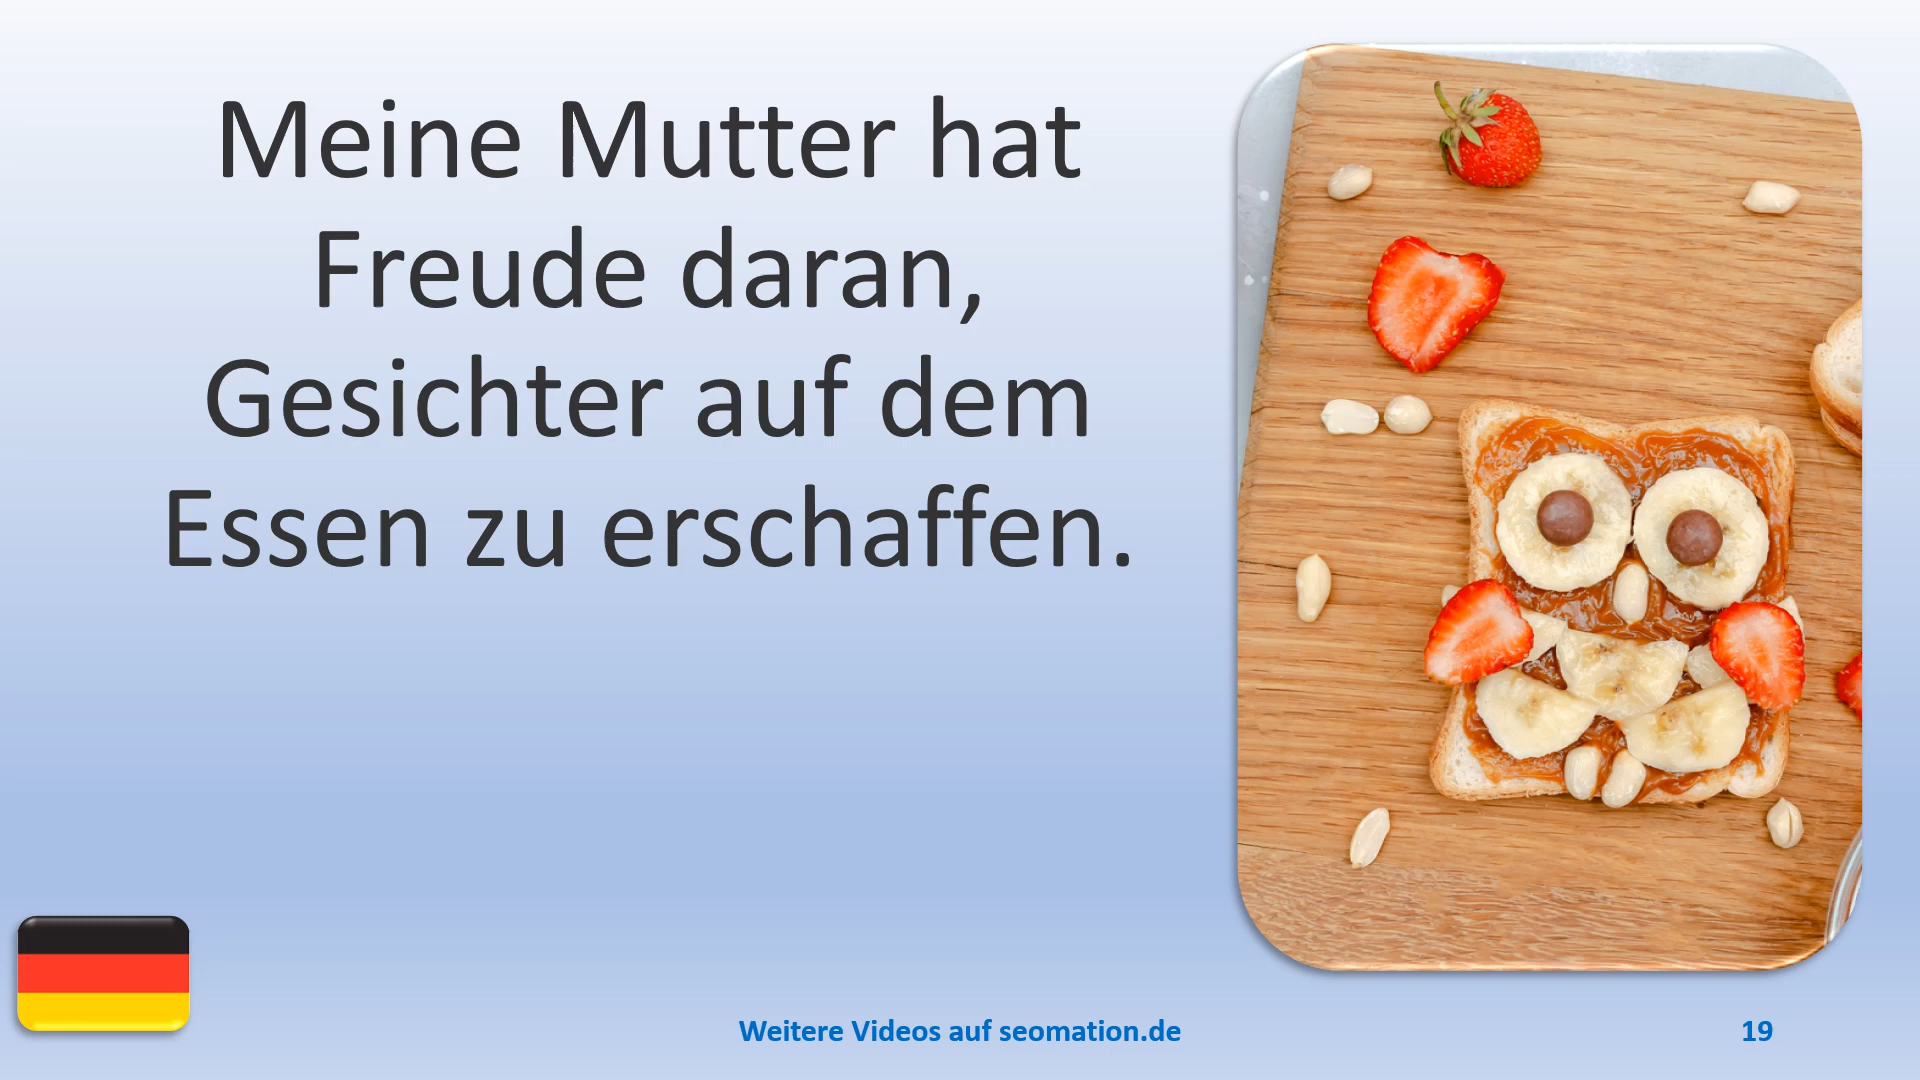 Meine Mutter hat
Freude daran,
Gesichter auf dem
Essen zu erschaffen.
Weitere Videos auf seomation.de
19